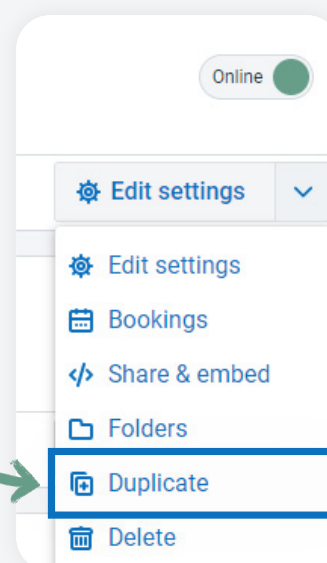 Online
Edit settings
Edit settings
Bookings
Share & embed
Folders
Duplicate
Delete